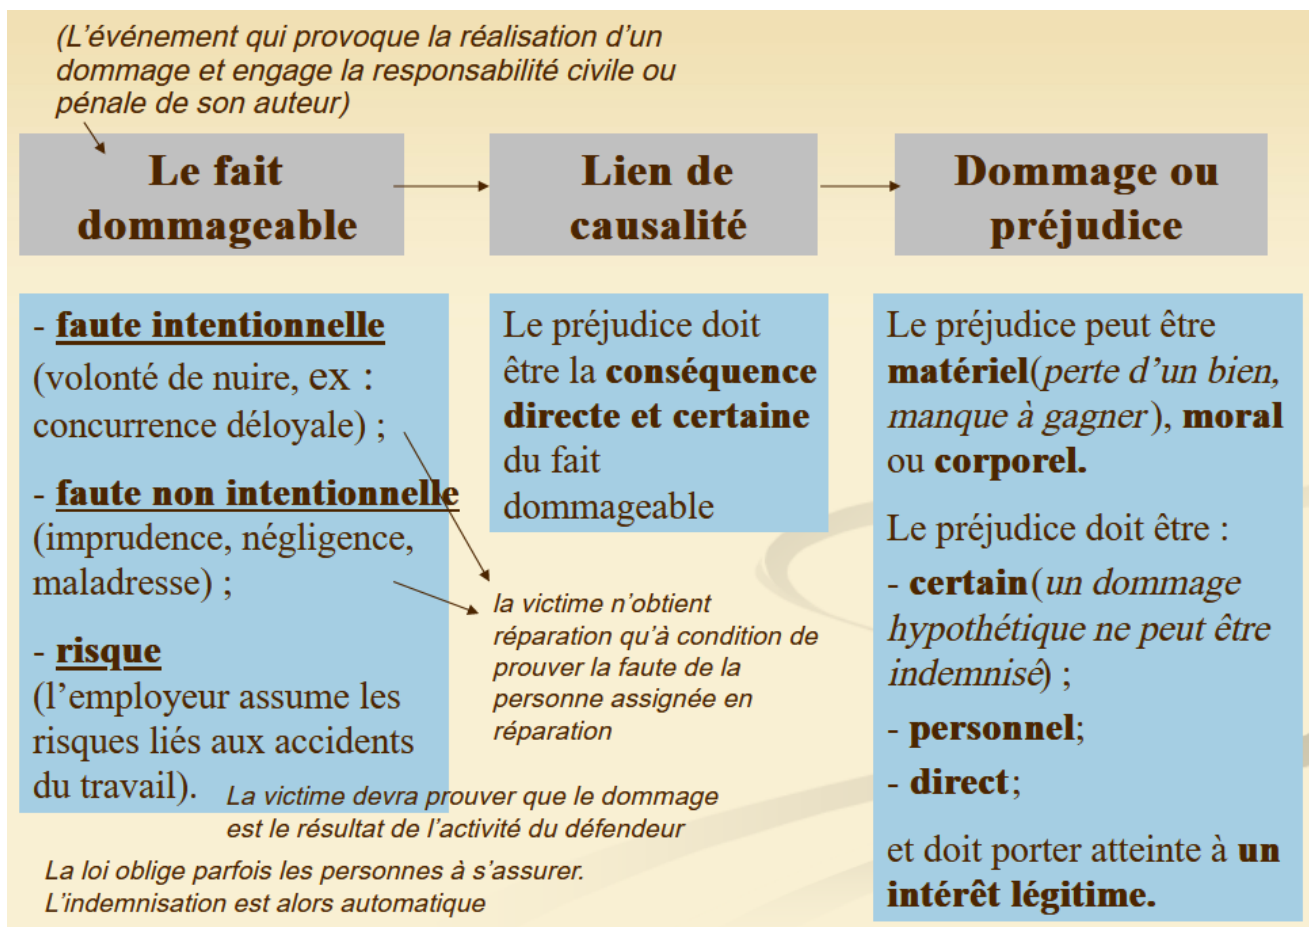 (L’événement qui provoque la réalisation d’un
dommage et engage la responsabilité civile ou
pénale de son auteur)
Le fait
dommageable
Lien de
causalité
Dommage ou
préjudice
- faute intentionnelle
(volonté de nuire, ex :
concurrence déloyale) ;
- faute non intentionnelle
(imprudence, négligence,
maladresse) ;
- risque
(l’employeur assume les
risques liés aux accidents
du travail).
Le préjudice doit
être la conséquence
directe et certaine
du fait
dommageable
la victime n’obtient
réparation qu’à condition de
prouver la faute de la
personne assignée en
réparation
La victime devra prouver que le dommage
est le résultat de l’activité du défendeur
La loi oblige parfois les personnes à s’assurer.
L’indemnisation est alors automatique
Le préjudice peut être
matériel(perte d’un bien,
manque à gagner), moral
ou corporel.
Le préjudice doit être :
- certain(un dommage
hypothétique ne peut être
indemnisé) ;
- personnel;
- direct;
et doit porter atteinte à un
intérêt légitime.